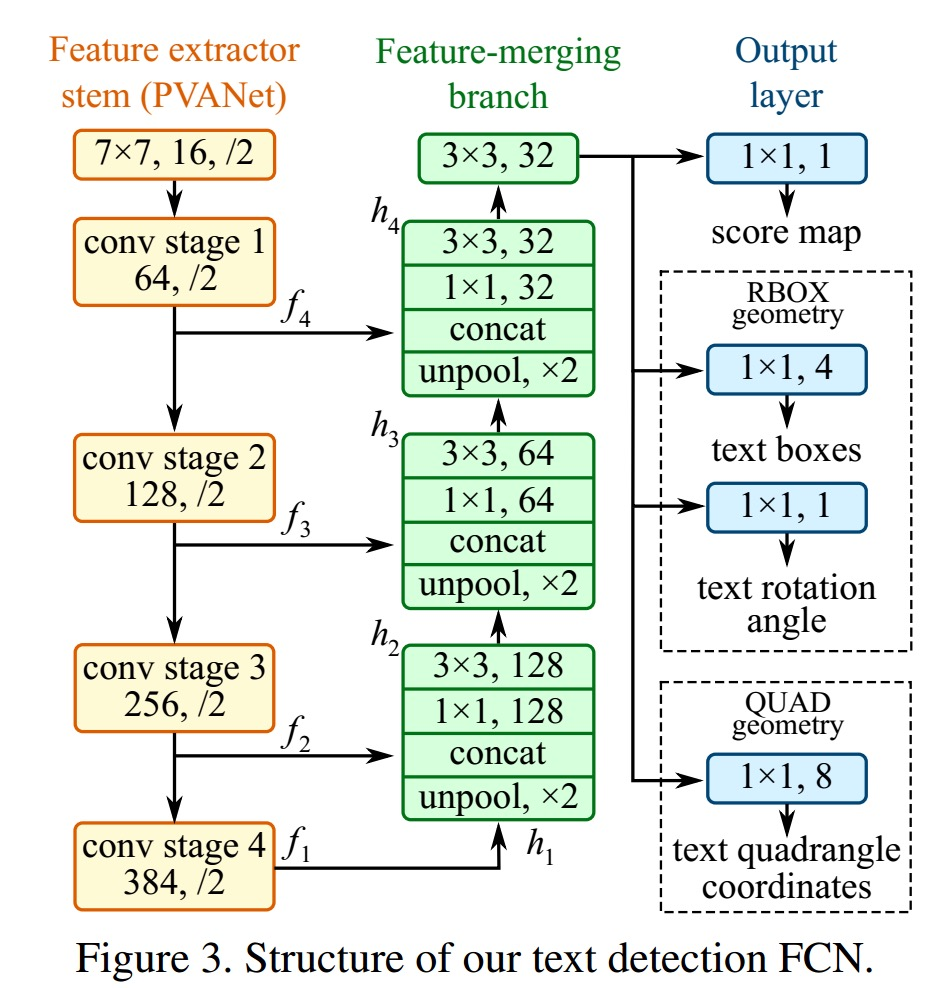 Feature extractor
stem (PVANet)
7×7, 16, /2
conv stage 1
64, /2
f4
conv stage 2
128, /2
f3
conv stage 3
256, /2
f2
conv stage 4
384, /2
f1
Feature-merging
branch
3×3, 32
h4
3×3, 32
1×1, 32
concat
unpool, ×2
h3
3×3, 64
1×1, 64
concat
unpool, ×2
h2
3×3, 128
1×1, 128
concat
unpool, ×2
h1
Output
layer
1×1, 1
score map
RBOX
geometry
1×1, 4
text boxes
1×1, 1
text rotation
angle
QUAD
geometry
1×1, 8
text quadrangle
coordinates
Figure 3. Structure of our text detection FCN.